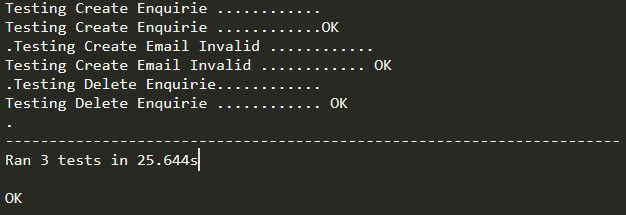 Testing Create Enquirie ............
Testing Create Enquirie ............OK
.Testing Create Email Invalid ............
Testing Create Email Invalid ............ OK
.Testing Delete Enquirie............
Testing Delete Enquirie ............ OK
.
----------------------------------------------------------------------
Ran 3 tests in 25.644s
OK